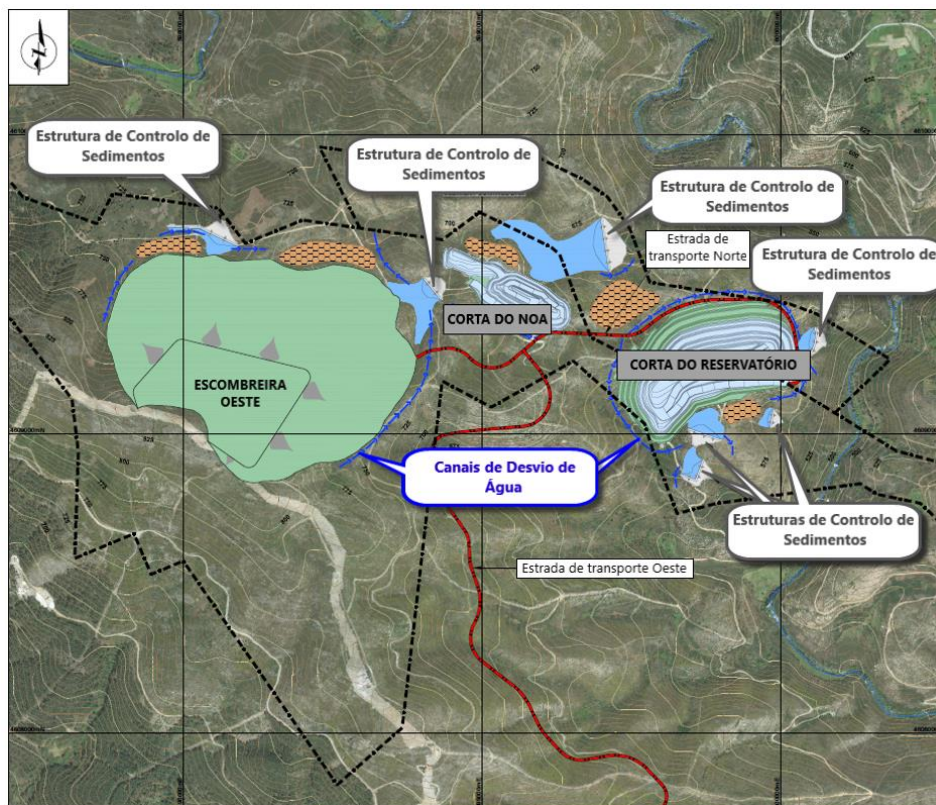 Estrutura de Controlo de
Sedimentos
Estrutura de Controlo de
Sedimentos
Estrutura de Controlo de
Sedimentos
Estrada de
transporte Norte
Estrutura de Controlo de
Sedimentos
CORTA DO NOA
CORTA DO RESERVATÓRIO
ESCOMBREIRA
OESTE
Canais de Desvio de
Água
Estruturas de Controlo de
Sedimentos
Estrada de transporte Oeste